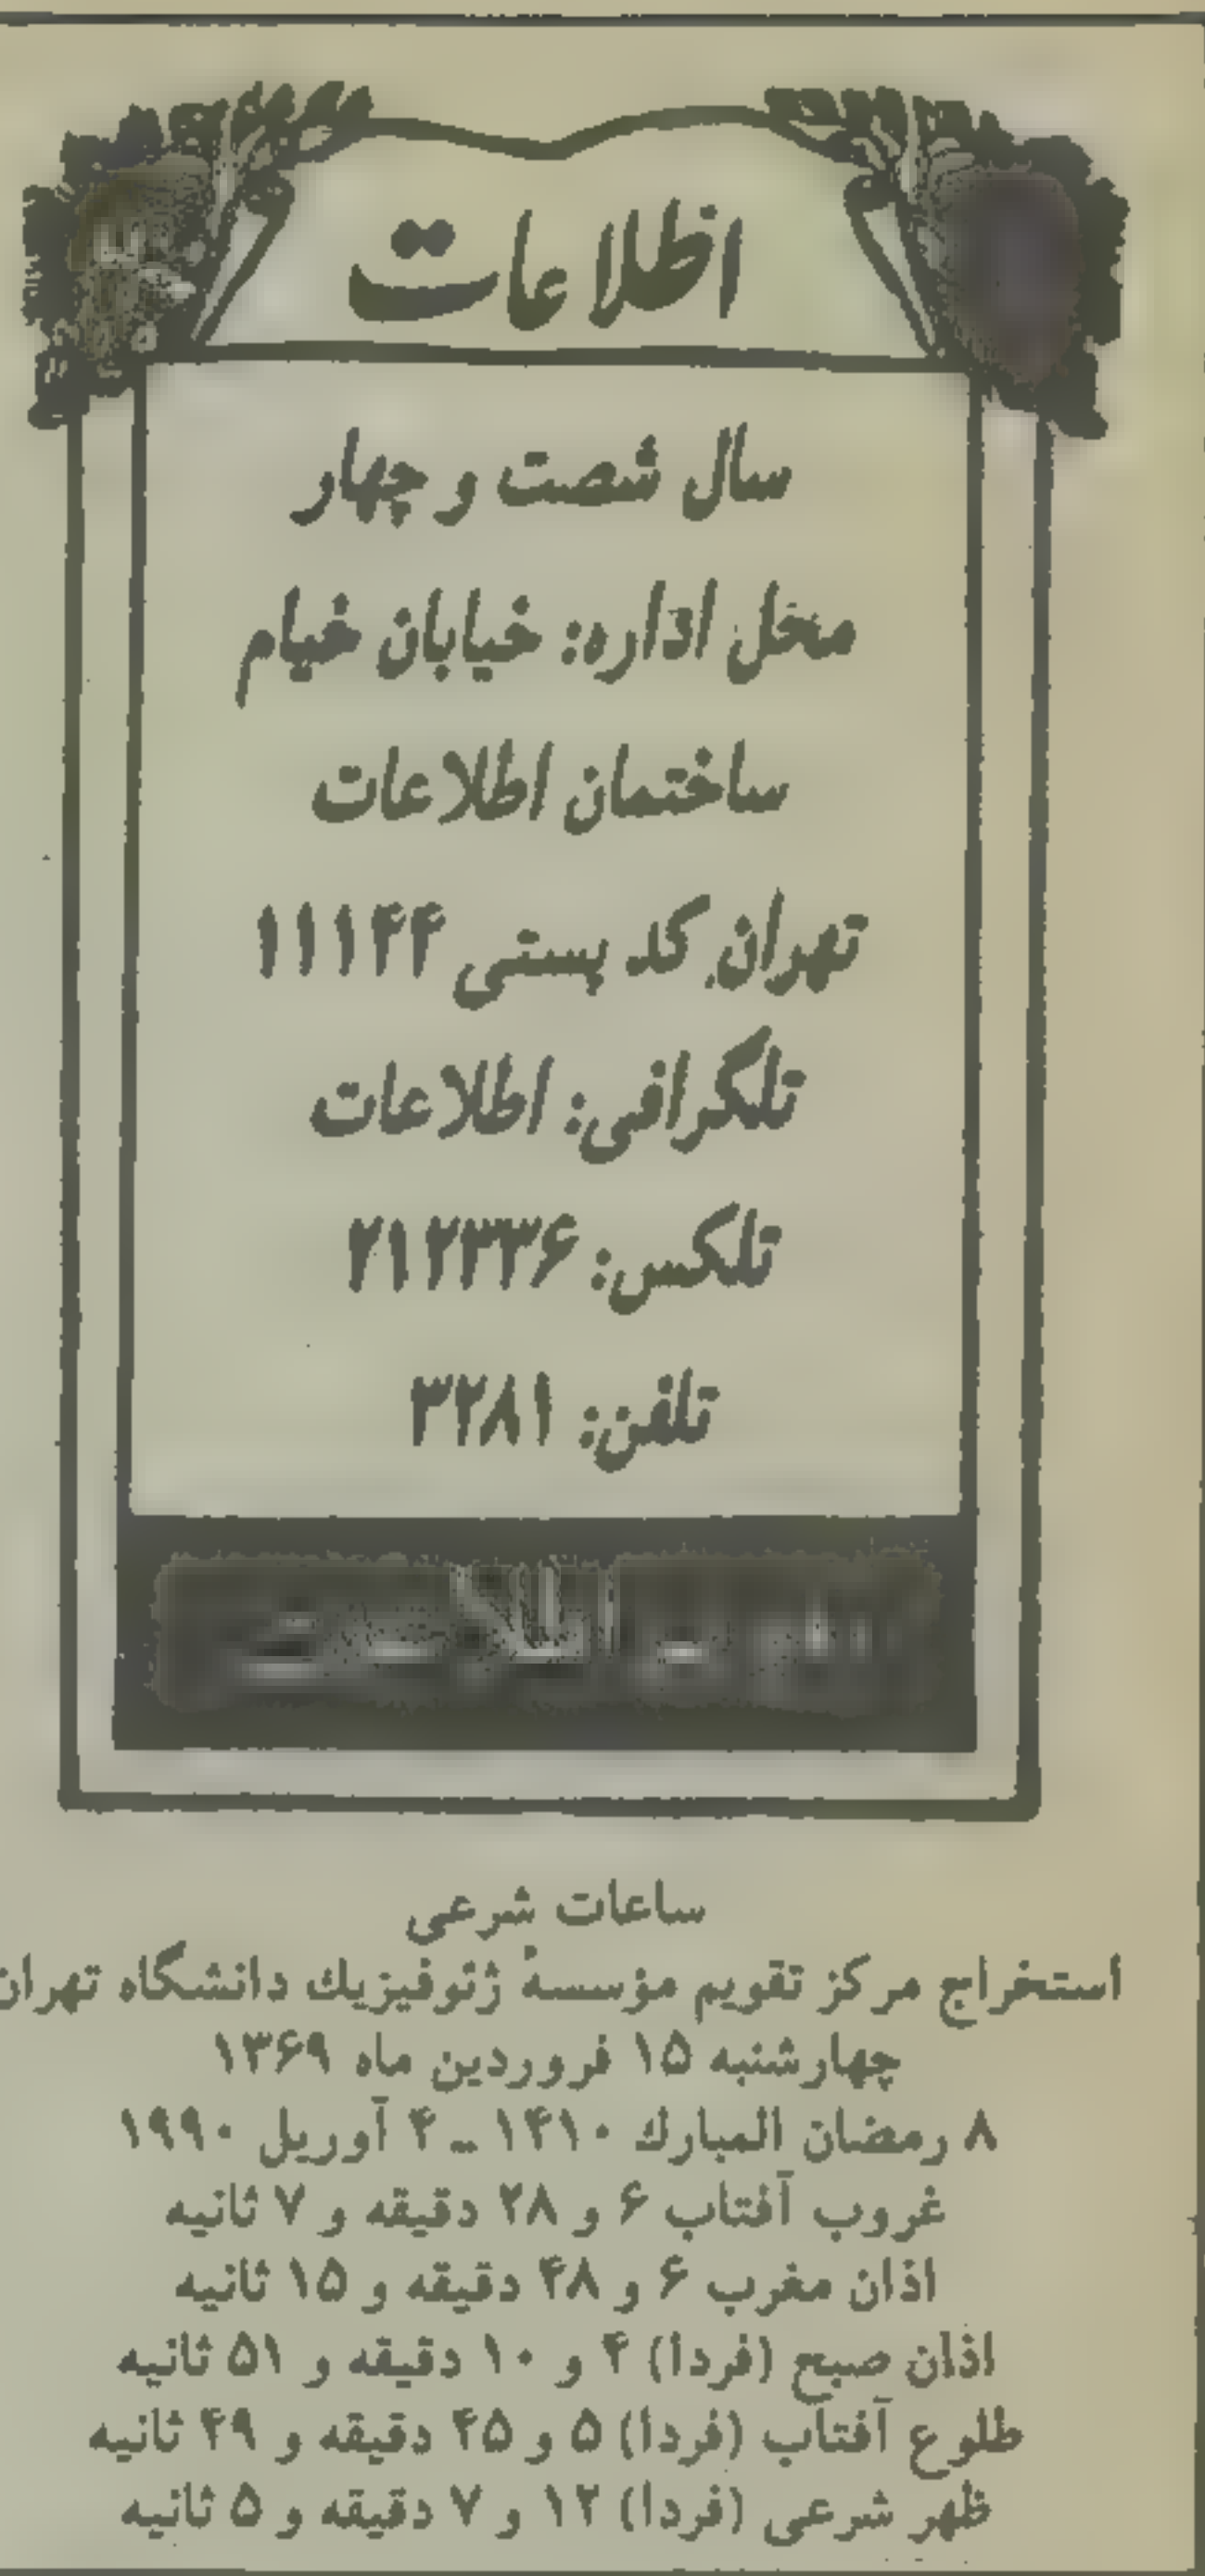 اطلاعات
سال شصت و چهار
محل اداره: خیابان خیام
ساختمان اطلاعات
تهران کد پستی ۱۱۱۴۴
تلگرافی: اطلاعات
تلکس: ۲۱۲۳۳۶
تلفن: ۳۲۸۱
ساعات شرعی
استخراج مرکز تقویم مؤسسهٔ ژئوفیزیك دانشگاه تهران
چهارشنبه ۱۵ فروردین ماه ۱۳۶۹
۸ رمضان المبارك ۱۴۱۰ ــ ۴ آوریل ۱۹۹۰
غروب آفتاب ۶ و ۲۸ دقیقه و ۷ ثانیه
اذان مغرب ۶ و ۴۸ دقیقه و ۱۵ ثانیه
اذان صبح (فردا) ۴ و ۱۰ دقیقه و ۵۱ ثانیه
طلوع آفتاب (فردا) ۵ و ۴۵ دقیقه و ۴۹ ثانیه
ظهر شرعی (فردا) ۱۲ و ۷ دقیقه و ۵ ثانیه